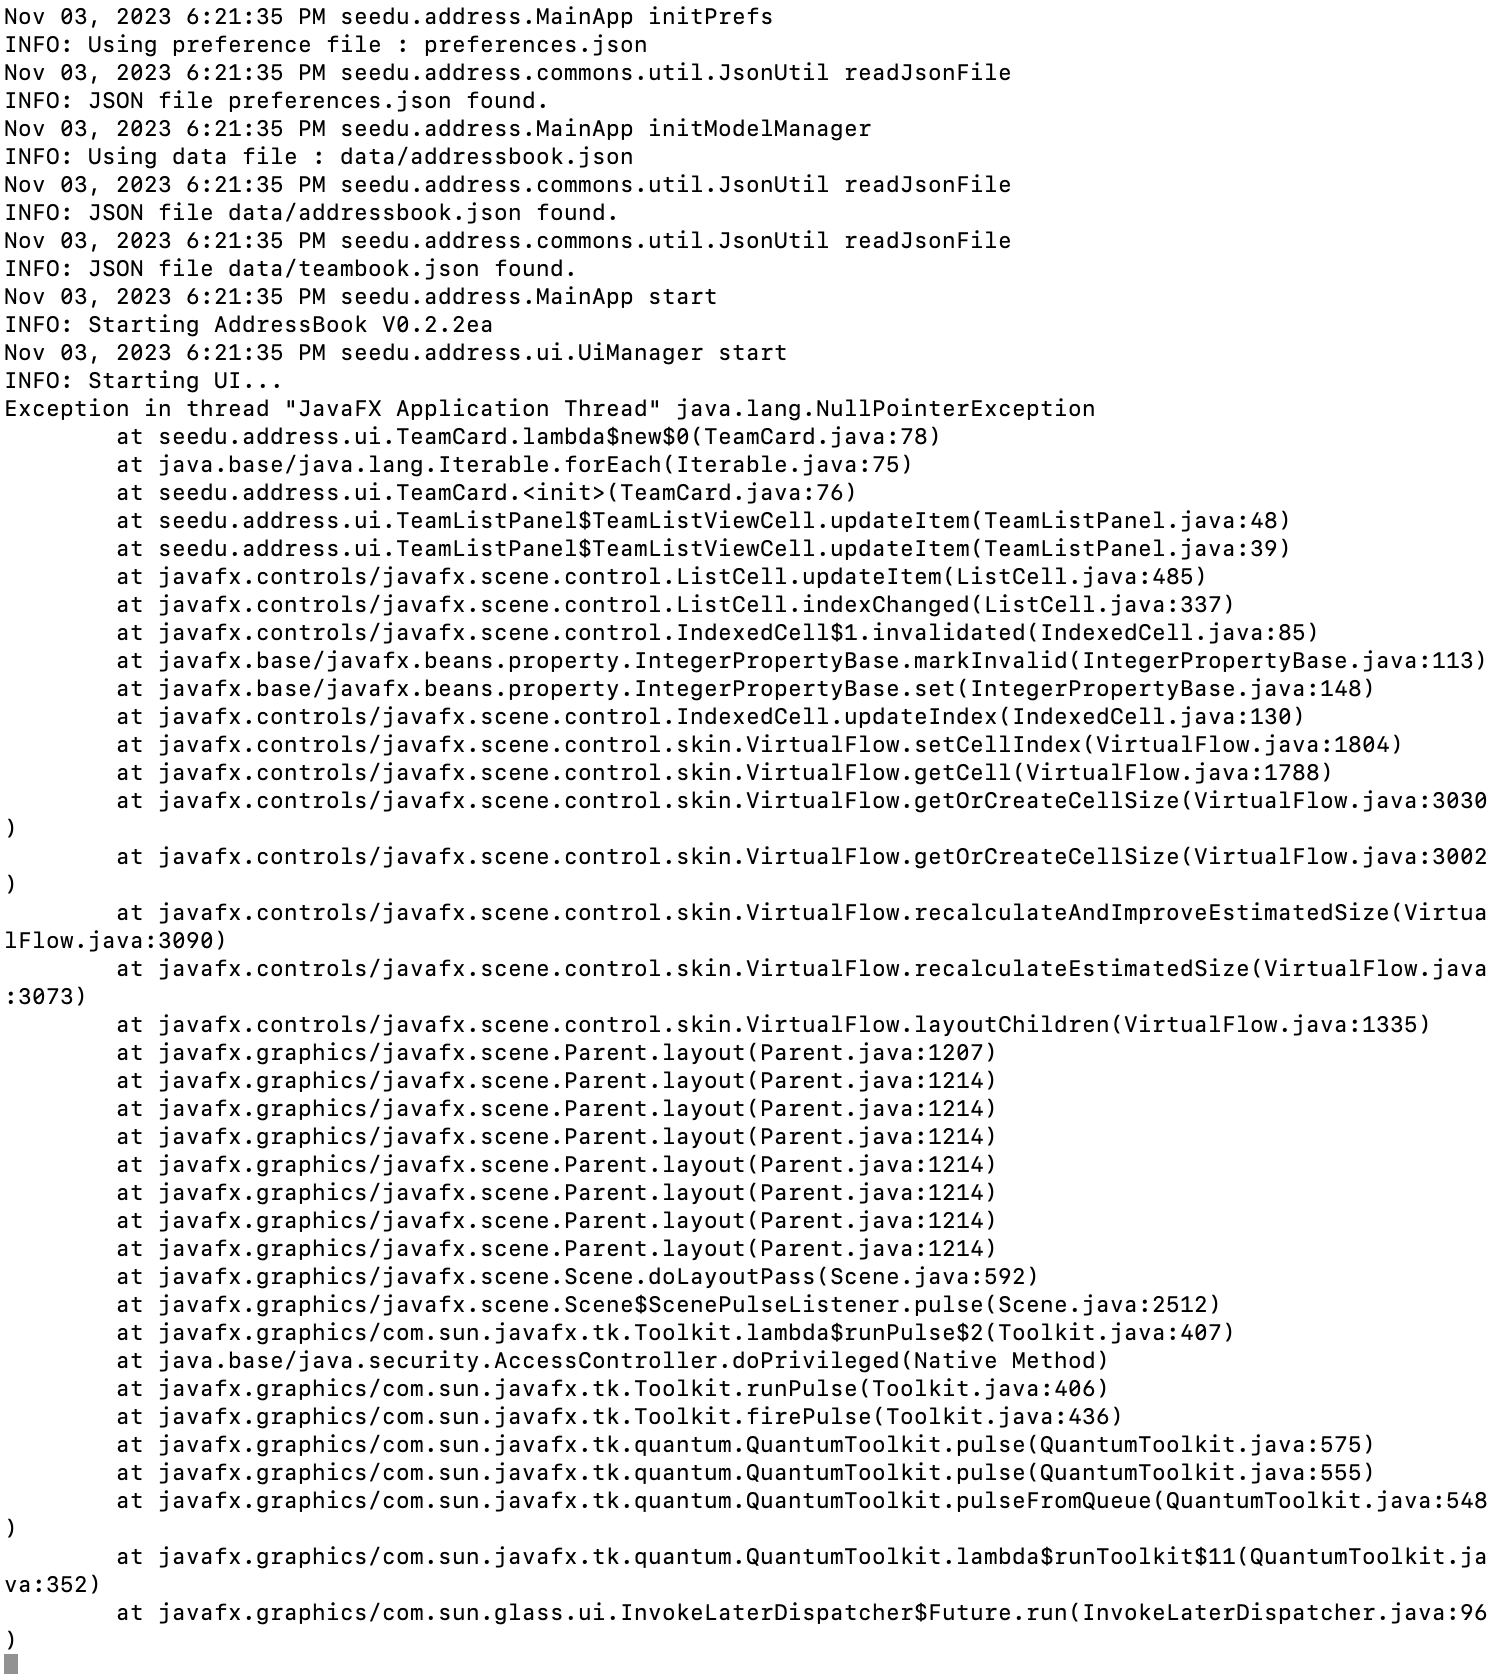 Nov 03, 2023 6:21:35 PM seedu.address.MainApp initPrefs
INFO: Using preference file : preferences.json
Nov 03, 2023 6:21:35 PM seedu.address.commons.util.JsonUtil readJsonFile
INFO: JSON file preferences.json found.
Nov 03, 2023 6:21:35 PM seedu.address.MainApp initModelManager
INFO: Using data file : data/addressbook.json
Nov 03, 2023 6:21:35 PM seedu.address.commons.util.JsonUtil readJsonFile
INFO: JSON file data/addressbook.json found.
Nov 03, 2023 6:21:35 PM seedu.address.commons.util.JsonUtil readJsonFile
INFO: JSON file data/teambook.json found.
Nov 03, 2023 6:21:35 PM seedu.address.MainApp start
INFO: Starting AddressBook V0.2.2ea
Nov 03, 2023 6:21:35 PM seedu.address.ui.UiManager start
INFO: Starting UI...
Exception in thread "JavaFX Application Thread" java.lang.NullPointerException
        at seedu.address.ui.TeamCard.lambda$new$0(TeamCard.java:78)
        at java.base/java.lang.Iterable.forEach(Iterable.java:75)
        at seedu.address.ui.TeamCard.<init>(TeamCard.java:76)
        at seedu.address.ui.TeamListPanel$TeamListViewCell.updateItem(TeamListPanel.java:48)
        at seedu.address.ui.TeamListPanel$TeamListViewCell.updateItem(TeamListPanel.java:39)
        at javafx.controls/javafx.scene.control.ListCell.updateItem(ListCell.java:485)
        at javafx.controls/javafx.scene.control.ListCell.indexChanged(ListCell.java:337)
        at javafx.controls/javafx.scene.control.IndexedCell$1.invalidated(IndexedCell.java:85)
        at javafx.base/javafx.beans.property.IntegerPropertyBase.markInvalid(IntegerPropertyBase.java:113)
        at javafx.base/javafx.beans.property.IntegerPropertyBase.set(IntegerPropertyBase.java:148)
        at javafx.controls/javafx.scene.control.IndexedCell.updateIndex(IndexedCell.java:130)
        at javafx.controls/javafx.scene.control.skin.VirtualFlow.setCellIndex(VirtualFlow.java:1804)
        at javafx.controls/javafx.scene.control.skin.VirtualFlow.getCell(VirtualFlow.java:1788)
        at javafx.controls/javafx.scene.control.skin.VirtualFlow.getOrCreateCellSize(VirtualFlow.java:3030
)
        at javafx.controls/javafx.scene.control.skin.VirtualFlow.getOrCreateCellSize(VirtualFlow.java:3002
)
        at javafx.controls/javafx.scene.control.skin.VirtualFlow.recalculateAndImproveEstimatedSize(Virtua
lFlow.java:3090)
        at javafx.controls/javafx.scene.control.skin.VirtualFlow.recalculateEstimatedSize(VirtualFlow.java
:3073)
        at javafx.controls/javafx.scene.control.skin.VirtualFlow.layoutChildren(VirtualFlow.java:1335)
        at javafx.graphics/javafx.scene.Parent.layout(Parent.java:1207)
        at javafx.graphics/javafx.scene.Parent.layout(Parent.java:1214)
        at javafx.graphics/javafx.scene.Parent.layout(Parent.java:1214)
        at javafx.graphics/javafx.scene.Parent.layout(Parent.java:1214)
        at javafx.graphics/javafx.scene.Parent.layout(Parent.java:1214)
        at javafx.graphics/javafx.scene.Parent.layout(Parent.java:1214)
        at javafx.graphics/javafx.scene.Parent.layout(Parent.java:1214)
        at javafx.graphics/javafx.scene.Parent.layout(Parent.java:1214)
        at javafx.graphics/javafx.scene.Scene.doLayoutPass(Scene.java:592)
        at javafx.graphics/javafx.scene.Scene$ScenePulseListener.pulse(Scene.java:2512)
        at javafx.graphics/com.sun.javafx.tk.Toolkit.lambda$runPulse$2(Toolkit.java:407)
        at java.base/java.security.AccessController.doPrivileged(Native Method)
        at javafx.graphics/com.sun.javafx.tk.Toolkit.runPulse(Toolkit.java:406)
        at javafx.graphics/com.sun.javafx.tk.Toolkit.firePulse(Toolkit.java:436)
        at javafx.graphics/com.sun.javafx.tk.quantum.QuantumToolkit.pulse(QuantumToolkit.java:575)
        at javafx.graphics/com.sun.javafx.tk.quantum.QuantumToolkit.pulse(QuantumToolkit.java:555)
        at javafx.graphics/com.sun.javafx.tk.quantum.QuantumToolkit.pulseFromQueue(QuantumToolkit.java:548
)
        at javafx.graphics/com.sun.javafx.tk.quantum.QuantumToolkit.lambda$runToolkit$11(QuantumToolkit.ja
va:352)
        at javafx.graphics/com.sun.glass.ui.InvokeLaterDispatcher$Future.run(InvokeLaterDispatcher.java:96
)